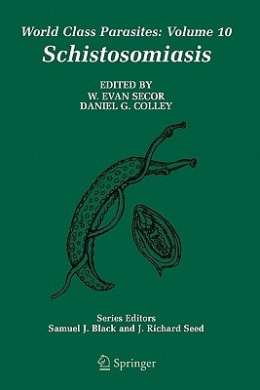 World Class Parasites: Volume 10
Schistosomiasis
EDITED BY
W. EVAN SECOR
DANIEL G. COLLEY
Series Editors
Samuel J. Black and J. Richard Seed
Springer